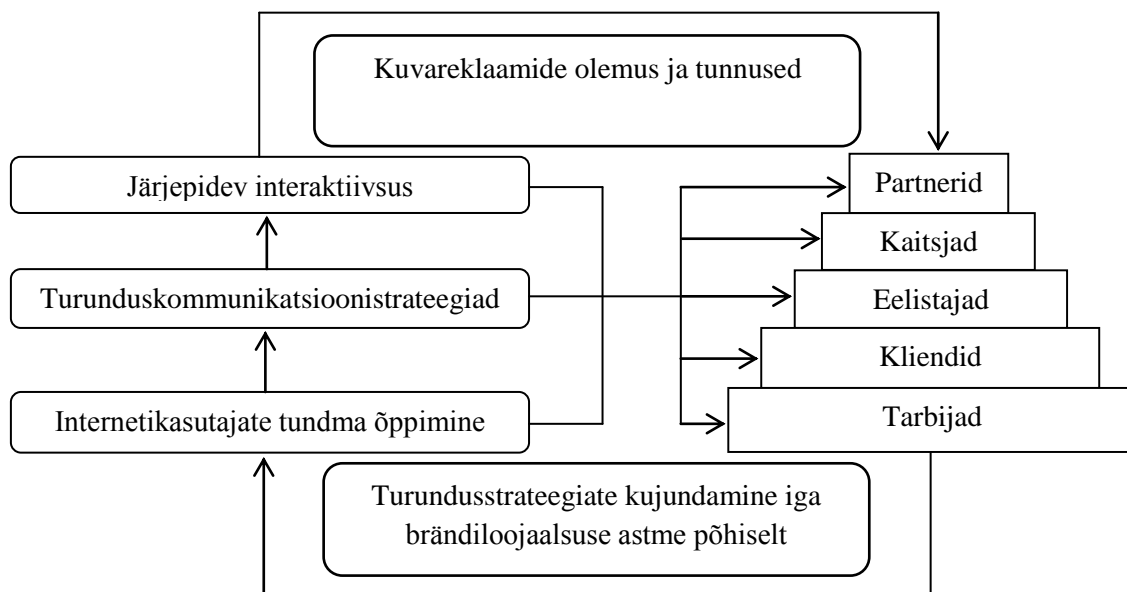 Kuvareklaamide olemus ja tunnused
Järjepidev interaktiivsus
Turunduskommunikatsioonistrateegiad
Internetikasutajate tundma õppimine
Partnerid
Kaitsjad
Eelistajad
Kliendid
Tarbijad
Turundusstrateegiate kujundamine iga
brändiloojaalsuse astme põhiselt